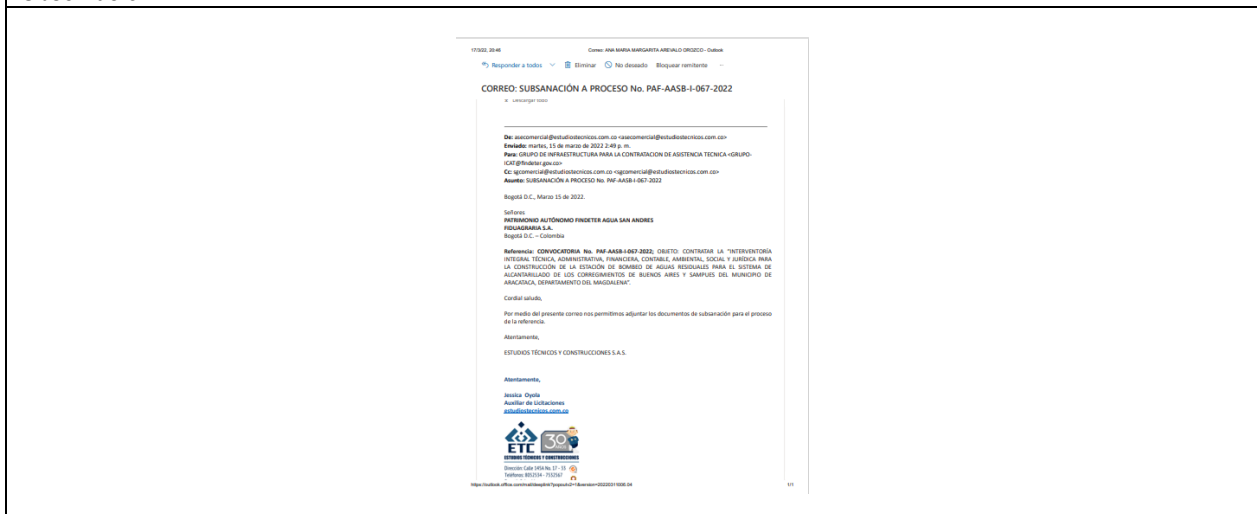 17/3/22, 20:46 Correo: ANA MARIA MARGARITA AREVALO OROZCO - Outlook
Responder a todos Eliminar No deseado Bloquear remitente
CORREO: SUBSANACIÓN A PROCESO No. PAF-AASB-I-067-2022
De: asecomercial@estudiostecnicos.com.co <asecomercial@estudiostecnicos.com.co>
Enviado: martes, 15 de marzo de 2022 2:49 p. m.
Para: GRUPO DE INFRAESTRUCTURA PARA LA CONTRATACION DE ASISTENCIA TECNICA <GRUPO-
ICAT@findeter.gov.co>
Cc: sgcomercial@estudiostecnicos.com.co <sgcomercial@estudiostecnicos.com.co>
Asunto: SUBSANACIÓN A PROCESO No. PAF-AASB-I-067-2022
Bogotá D.C., Marzo 15 de 2022.
Señores
PATRIMONIO AUTÓNOMO FINDETER AGUA SAN ANDRES
FIDUAGRARIA S.A.
Bogotá D.C. – Colombia
Referencia: CONVOCATORIA No. PAF-AASB-I-067-2022; OBJETO: CONTRATAR LA "INTERVENTORÍA
INTEGRAL TÉCNICA, ADMINISTRATIVA, FINANCIERA, CONTABLE, AMBIENTAL, SOCIAL Y JURÍDICA PARA
LA CONSTRUCCIÓN DE LA ESTACIÓN DE BOMBEO DE AGUAS RESIDUALES PARA EL SISTEMA DE
ALCANTARILLADO DE LOS CORREGIMIENTOS DE BUENOS AIRES Y SAMPUES DEL MUNICIPIO DE
ARACATACA, DEPARTAMENTO DEL MAGDALENA".
Cordial saludo,
Por medio del presente correo nos permitimos adjuntar los documentos de subsanación para el proceso
de la referencia.
Atentamente,
ESTUDIOS TÉCNICOS Y CONSTRUCCIONES S.A.S.
Atentamente,
Jessica Oyola
Auxiliar de Licitaciones
estudiostecnicos.com.co
ETC 30
ESTUDIOS TÉCNICOS Y CONSTRUCCIONES
Dirección: Calle 145A No. 17 - 33
Teléfonos: 8052534 - 7552567
1/1